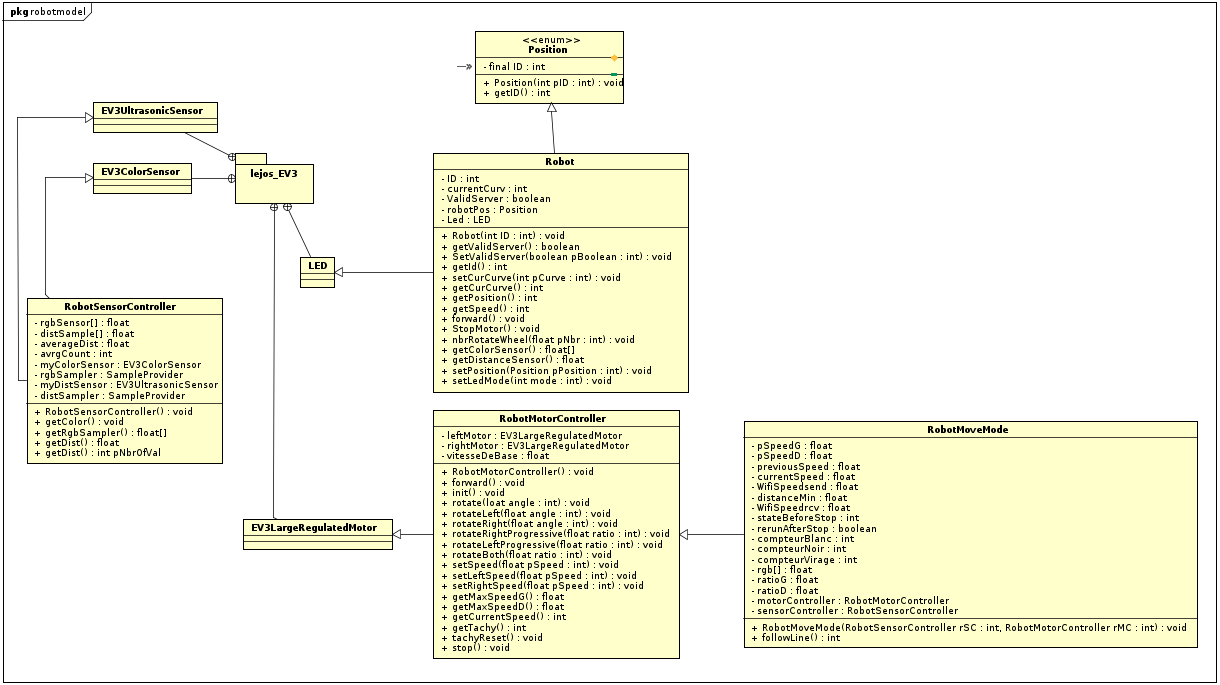 pkg robotmodel
<<enum>>
Position
- final ID : int
+ Position(int pID : int) : void
+ getID() : int
EV3UltrasonicSensor
EV3ColorSensor
lejos_EV3
LED
Robot
- ID : int
- currentCurv : int
- ValidServer : boolean
- robotPos : Position
- Led : LED
+ Robot(int ID : int) : void
+ getValidServer() : boolean
+ SetValidServer(boolean pBoolean : int) : void
+ getId() : int
+ setCurCurve(int pCurve : int) : void
+ getCurCurve() : int
+ getPosition() : int
+ getSpeed() : int
+ forward() : void
+ StopMotor() : void
+ nbrRotateWheel(float pNbr : int) : void
+ getColorSensor() : float[]
+ getDistanceSensor() : float
+ setPosition(Position pPosition : int) : void
+ setLedMode(int mode : int) : void
RobotSensorController
- rgbSensor[] : float
- distSample[] : float
- averageDist : float
- avrgCount : int
- myColorSensor : EV3ColorSensor
- rgbSampler : SampleProvider
- myDistSensor : EV3UltrasonicSensor
- distSampler : SampleProvider
+ RobotSensorController() : void
+ getColor() : void
+ getRgbSampler() : float[]
+ getDist() : float
+ getDist() : int pNbrOfVal
EV3LargeRegulatedMotor
RobotMotorController
- leftMotor : EV3LargeRegulatedMotor
- rightMotor : EV3LargeRegulatedMotor
- vitesseDeBase : float
+ RobotMotorController() : void
+ forward() : void
+ init() : void
+ rotate(loat angle : int) : void
+ rotateLeft(float angle : int) : void
+ rotateRight(float angle : int) : void
+ rotateRightProgressive(float ratio : int) : void
+ rotateLeftProgressive(float ratio : int) : void
+ rotateBoth(float ratio : int) : void
+ setSpeed(float pSpeed : int) : void
+ setLeftSpeed(float pSpeed : int) : void
+ setRightSpeed(float pSpeed : int) : void
+ getMaxSpeedG() : float
+ getMaxSpeedD() : float
+ getCurrentSpeed() : int
+ getTachy() : int
+ tachyReset() : void
+ stop() : void
RobotMoveMode
- pSpeedG : float
- pSpeedD : float
- previousSpeed : float
- currentSpeed : float
- WifiSpeedsend : float
- distanceMin : float
- WifiSpeedrcv : float
- stateBeforeStop : int
- rerunAfterStop : boolean
- compteurBlanc : int
- compteurNoir : int
- compteurVirage : int
- rgb[] : float
- ratioG : float
- ratioD : float
- motorController : RobotMotorController
- sensorController : RobotSensorController
+ RobotMoveMode(RobotSensorController rSC : int, RobotMotorController rMC : int) : void
+ followLine() : int